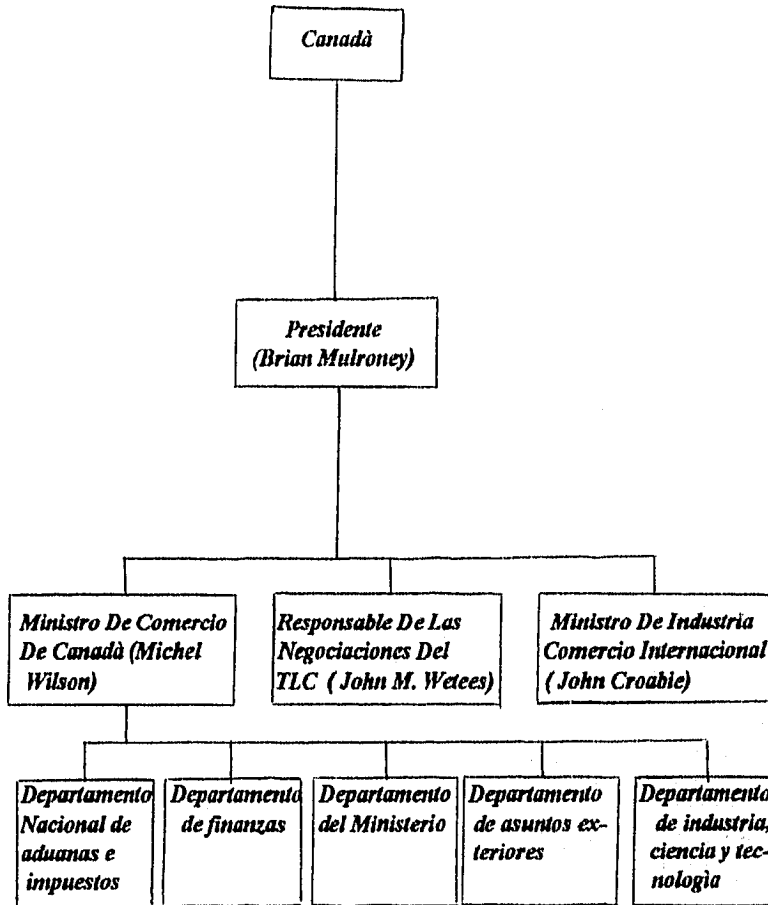 Canadà
Presidente
(Brian Mulroney)
Ministro De Comercio
De Canadà (Michel
Wilson)
Responsable De Las
Negociaciones Del
TLC ( John M. Wetees)
Ministro De Industria
Comercio Internacional
( John Croabie)
Departamento
Nacional de
aduanas e
impuestos
Departamento
de finanzas
Departamento
del Ministerio
Departamento
de asuntos ex-
teriores
Departamento
de industria,
ciencia y tec-
nologìa